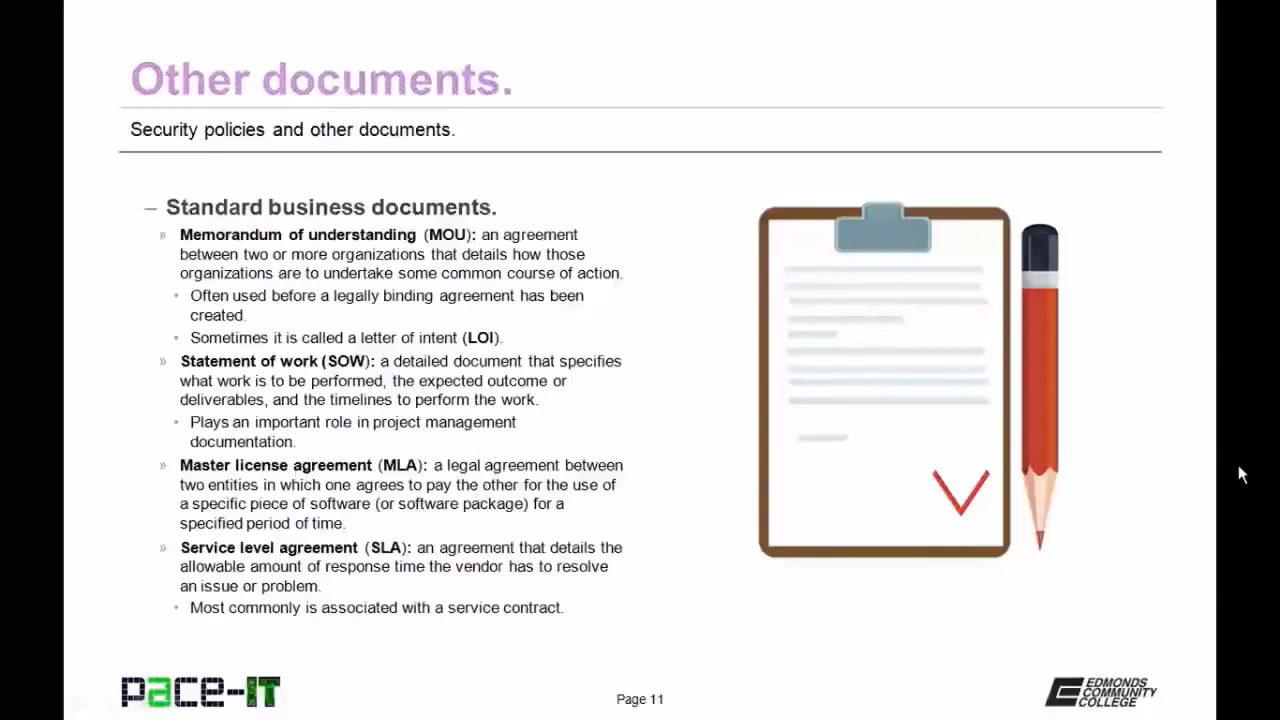 Other documents.
Security policies and other documents.
– Standard business documents.
» Memorandum of understanding (MOU): an agreement
between two or more organizations that details how those
organizations are to undertake some common course of action.
• Often used before a legally binding agreement has been
created.
• Sometimes it is called a letter of intent (LOI).
» Statement of work (SOW): a detailed document that specifies
what work is to be performed, the expected outcome or
deliverables, and the timelines to perform the work.
• Plays an important role in project management
documentation.
» Master license agreement (MLA): a legal agreement between
two entities in which one agrees to pay the other for the use of
a specific piece of software (or software package) for a
specified period of time.
» Service level agreement (SLA): an agreement that details the
allowable amount of response time the vendor has to resolve
an issue or problem.
• Most commonly is associated with a service contract.
pace-IT
Page 11
EDMONDS
COMMUNITY
COLLEGE